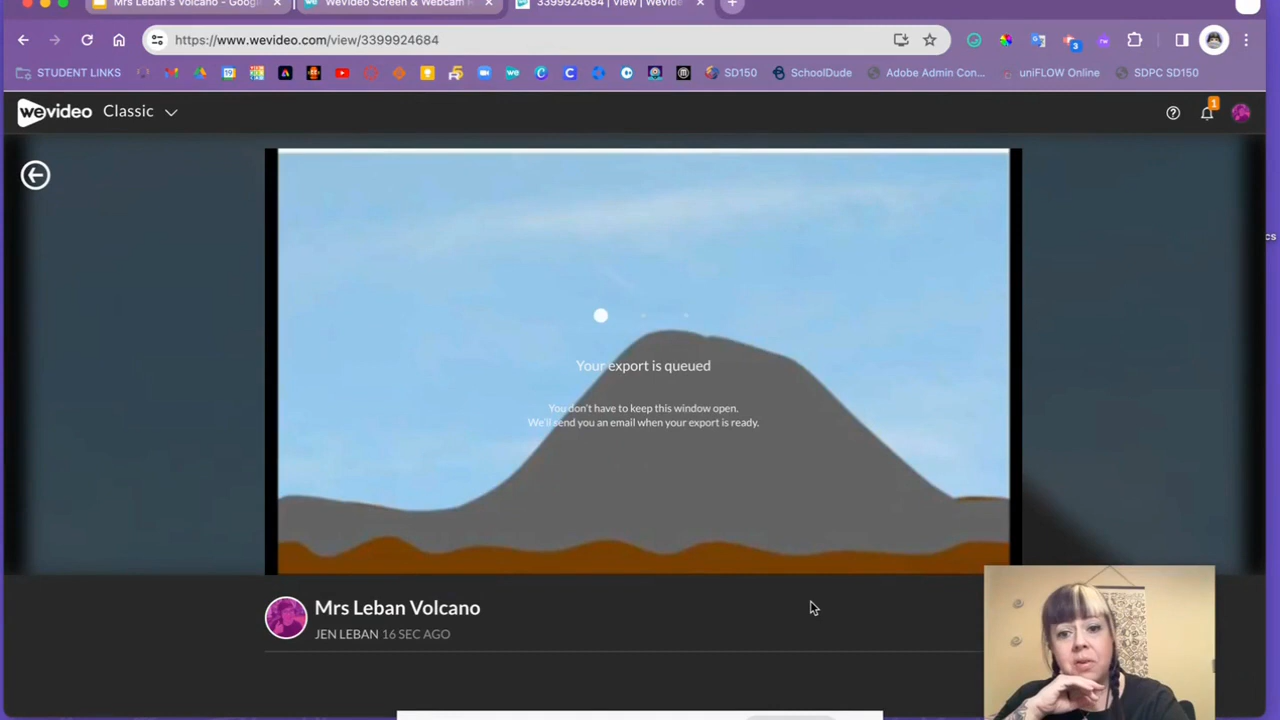 Mrs Leban's Volcano - Googl
WeVideo Screen & Webcam R
3399924684 | View | WeVide
https://www.wevideo.com/view/3399924684
3
STUDENT LINKS
SD150
SchoolDude
Adobe Admin Con...
uniFLOW Online
SDPC SD150
wevideo Classic
1
Your export is queued
You don't have to keep this window open.
We'll send you an email when your export is ready.
Mrs Leban Volcano
JEN LEBAN 16 SEC AGO
cs